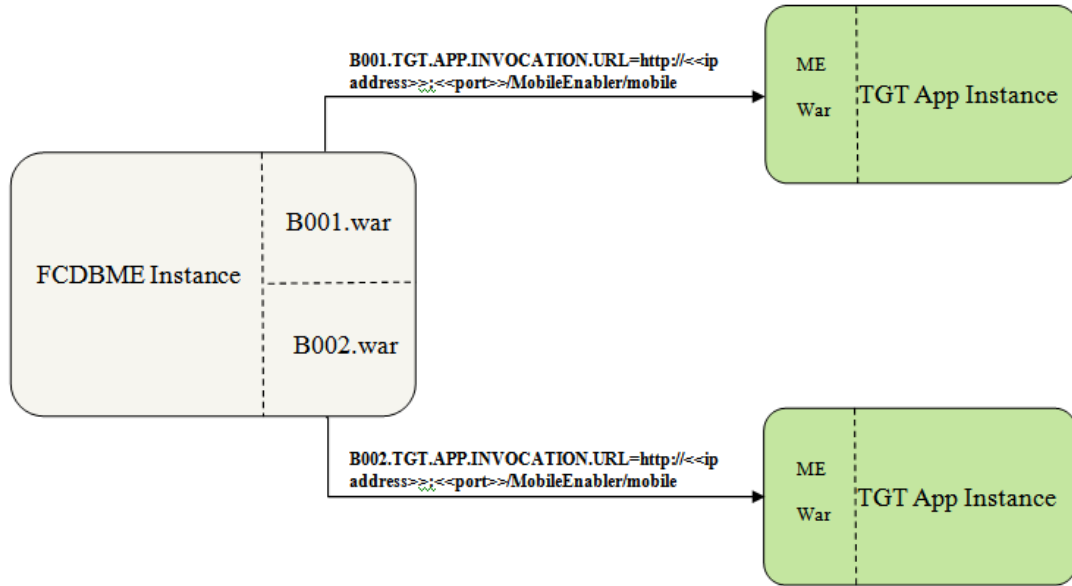 B001.TGT.APP.INVOCATION.URL=http://<<ip
address>>;<<port>>/MobileEnabler/mobile
ME
War
TGT App Instance
FCDBME Instance
B001.war
B002.war
B002.TGT.APP.INVOCATION.URL=http://<<ip
address>>;<<port>>/MobileEnabler/mobile
ME
War
TGT App Instance